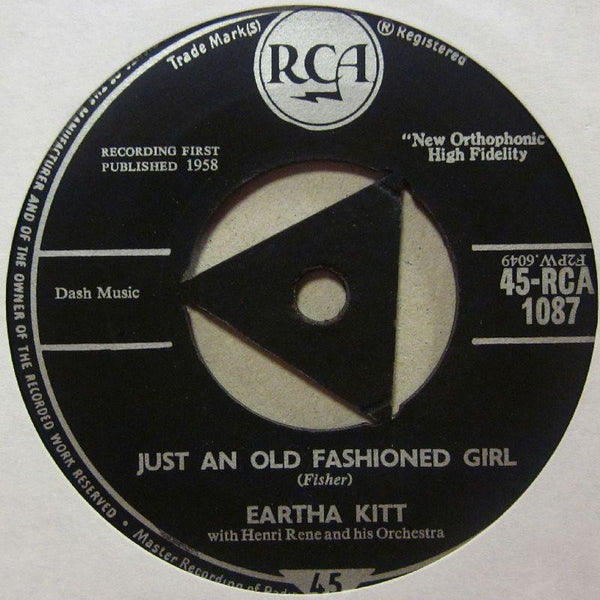 Trade Mark(S)
RCA
® Registered
RECORDING FIRST
PUBLISHED 1958
"New Orthophonic
High Fidelity
Dash Music
F2PW.6049
45-RCA
1087
JUST AN OLD FASHIONED GIRL
(Fisher)
EARTHA KITT
with Henri Rene and his Orchestra
45
MANUFACTURER AND OF THE OWNER OF THE RECORDED WORK RESERVED • Master Recording of